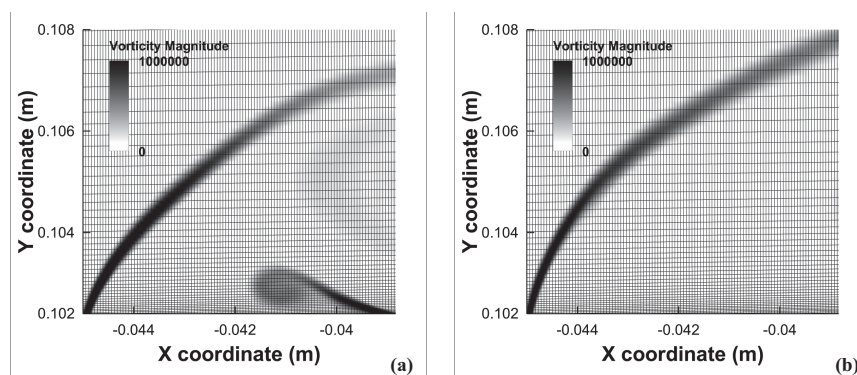 0.108
Vorticity Magnitude
1000000
0.106
0
0.104
0.102
Y coordinate (m)
-0.044
-0.042
-0.04
X coordinate (m)
(a)
0.108
Vorticity Magnitude
1000000
0.106
0
0.104
0.102
Y coordinate (m)
-0.044
-0.042
-0.04
X coordinate (m)
(b)